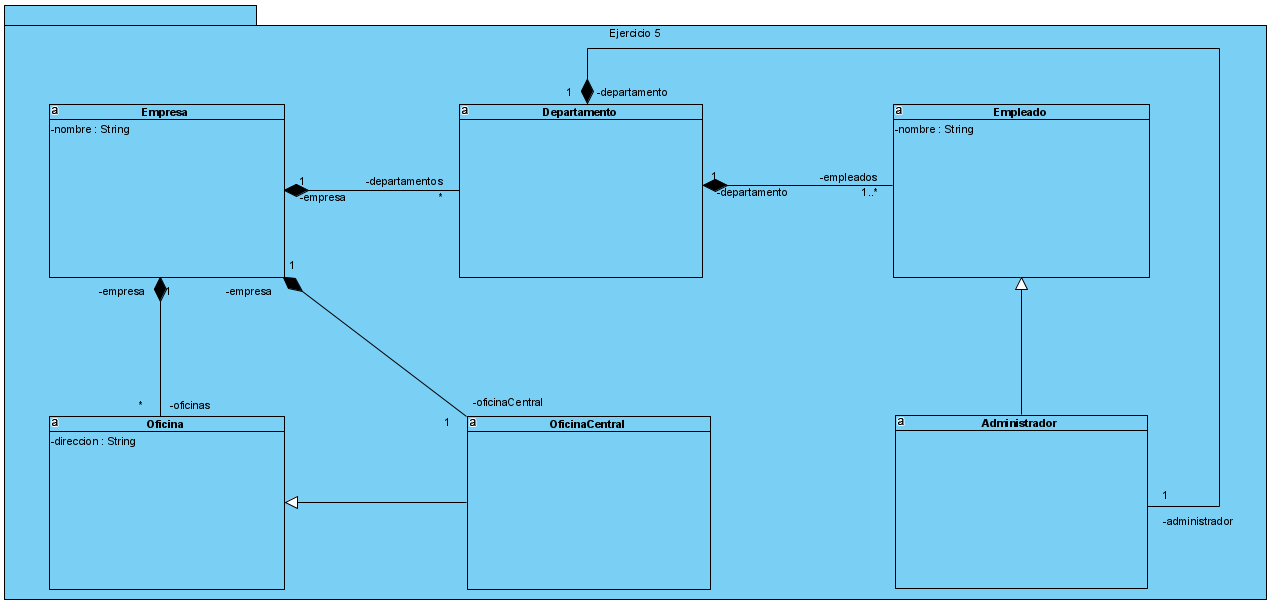 Ejercicio 5
1
-departamento
a
Empresa
-nombre : String
a
Departamento
a
Empleado
-nombre : String
1
-departamentos
-empresa
*
1
-empleados
-departamento
1..*
1
-empresa
1
-empresa
*
-oficinas
-oficinaCentral
1
a
Oficina
-direccion : String
a
OficinaCentral
a
Administrador
1
-administrador